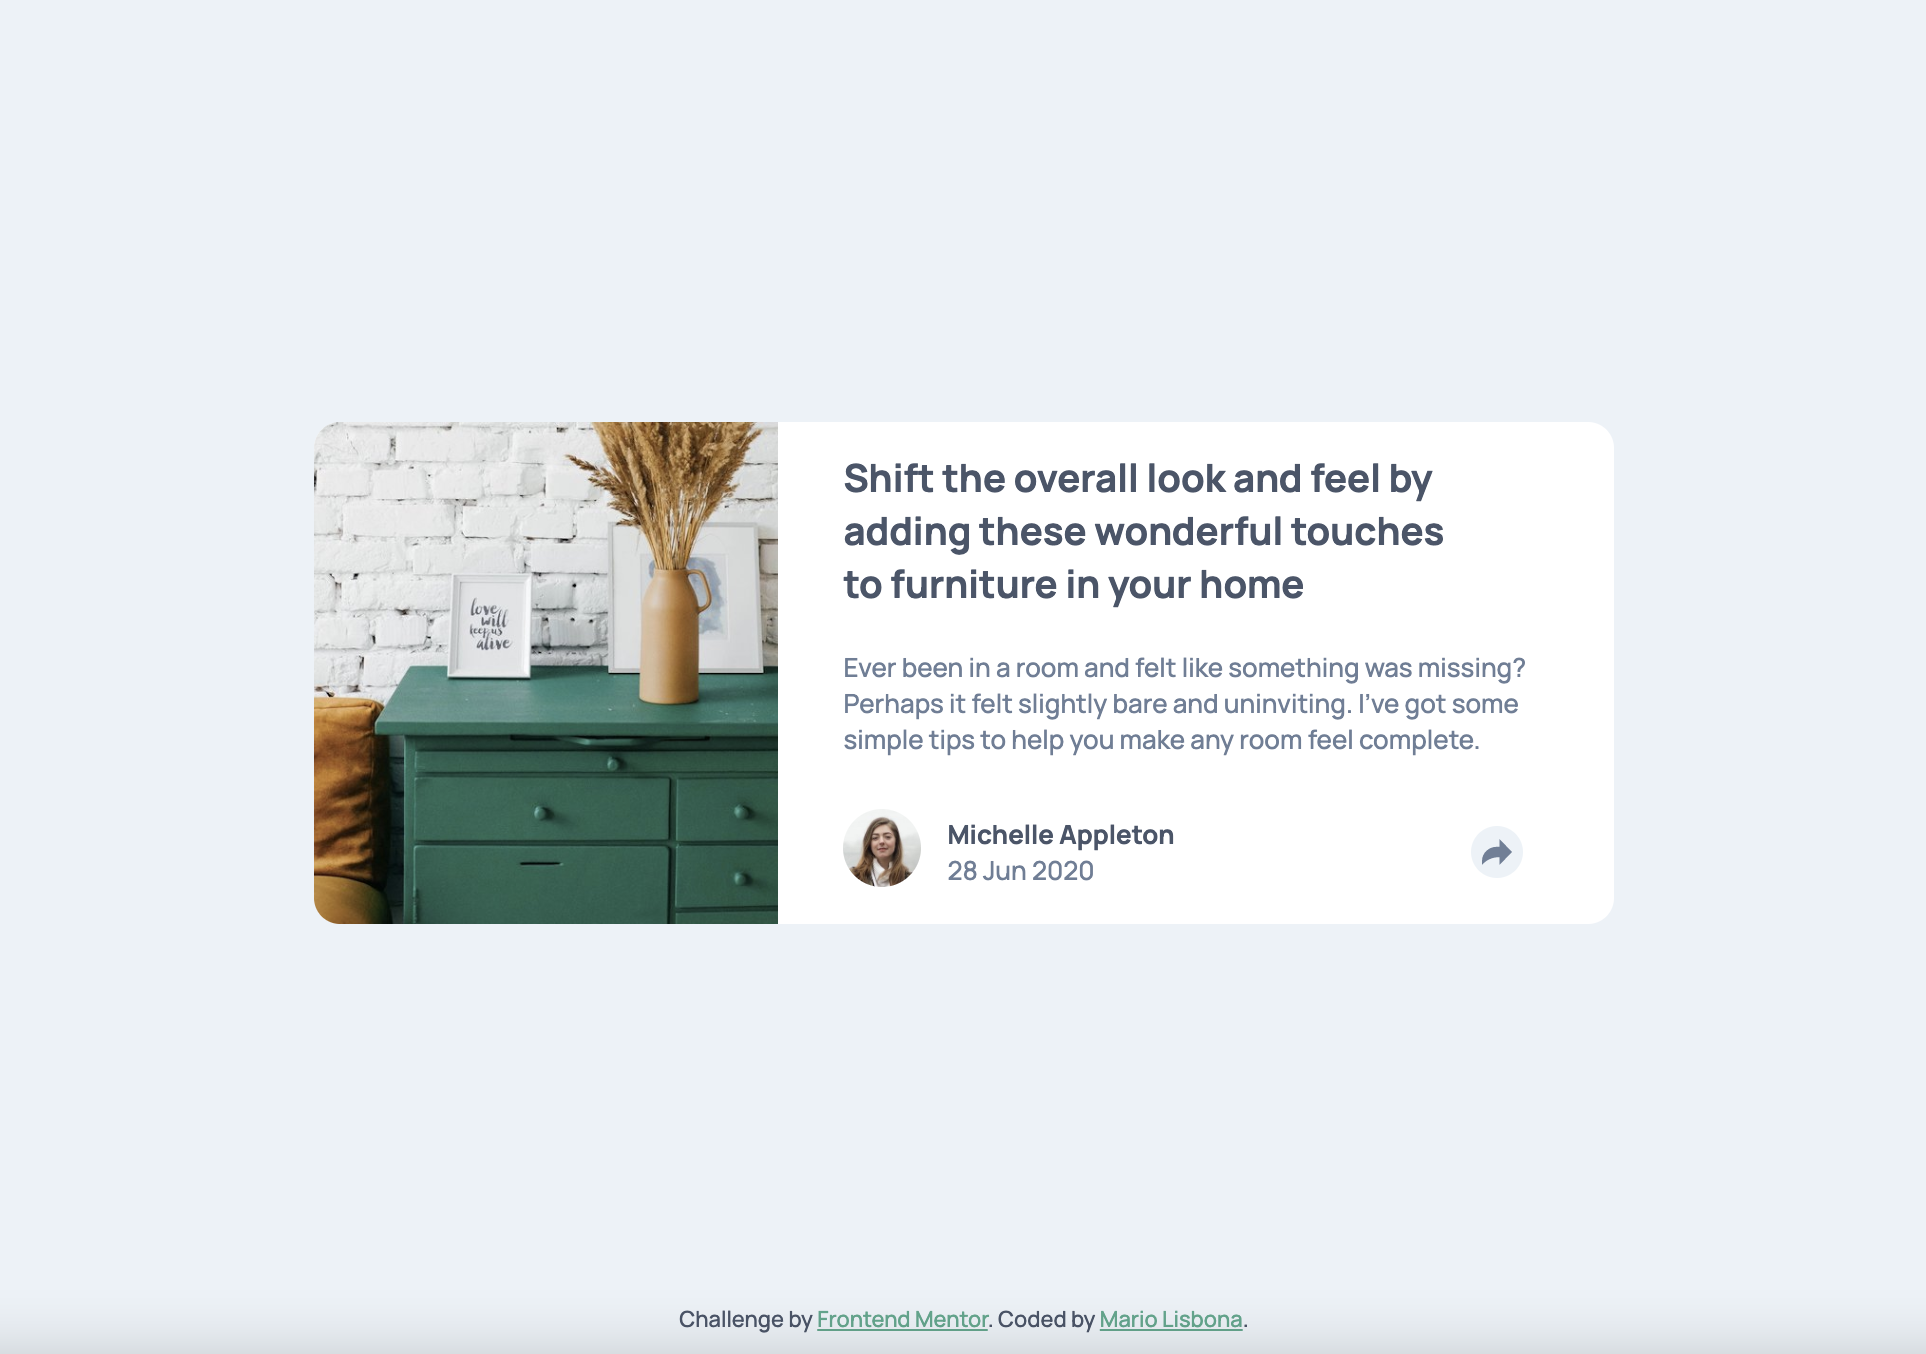 love
will
keep us
alive
Shift the overall look and feel by
adding these wonderful touches
to furniture in your home
Ever been in a room and felt like something was missing?
Perhaps it felt slightly bare and uninviting. I’ve got some
simple tips to help you make any room feel complete.
Michelle Appleton
28 Jun 2020
Challenge by Frontend Mentor. Coded by Mario Lisbona.